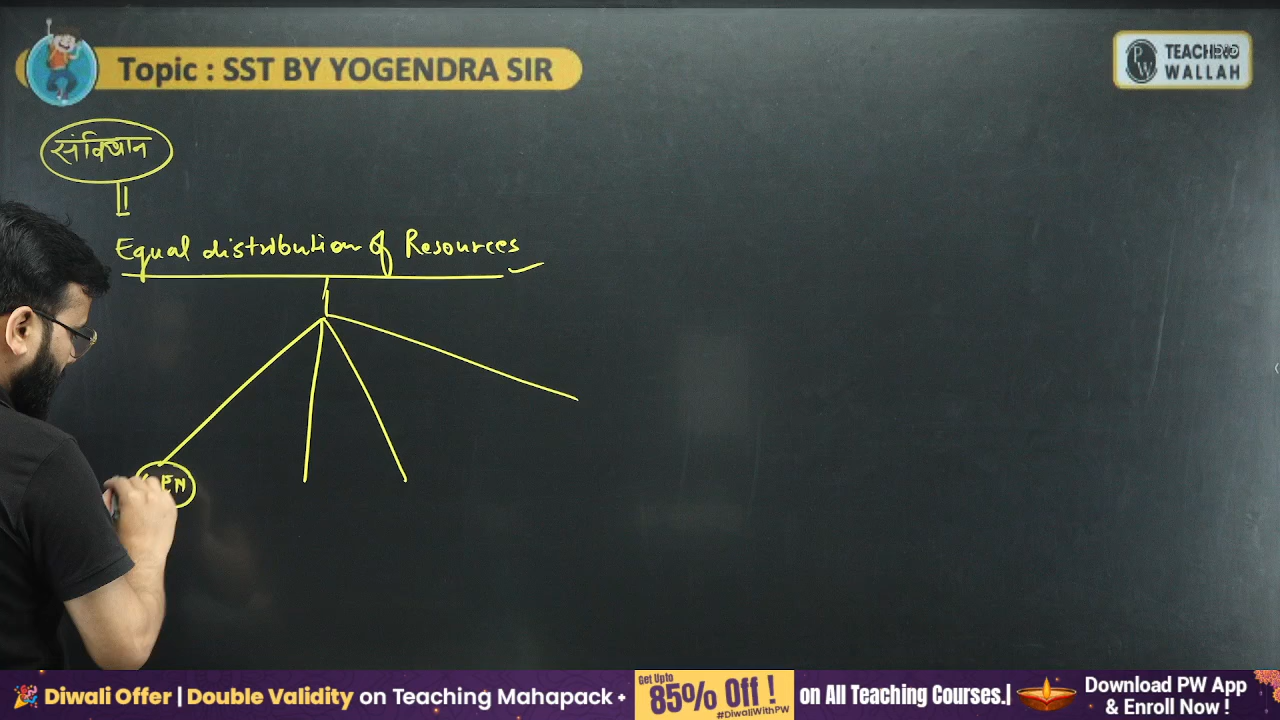 Topic : SST BY YOGENDRA SIR
TEACHING
WALLAH
संविधान
Equal distribution of Resources
🎉 Diwali Offer | Double Validity on Teaching Mahapack +
Get Upto
85% Off !
#DiwaliWithPW
on All Teaching Courses.|
Download PW App
& Enroll Now !